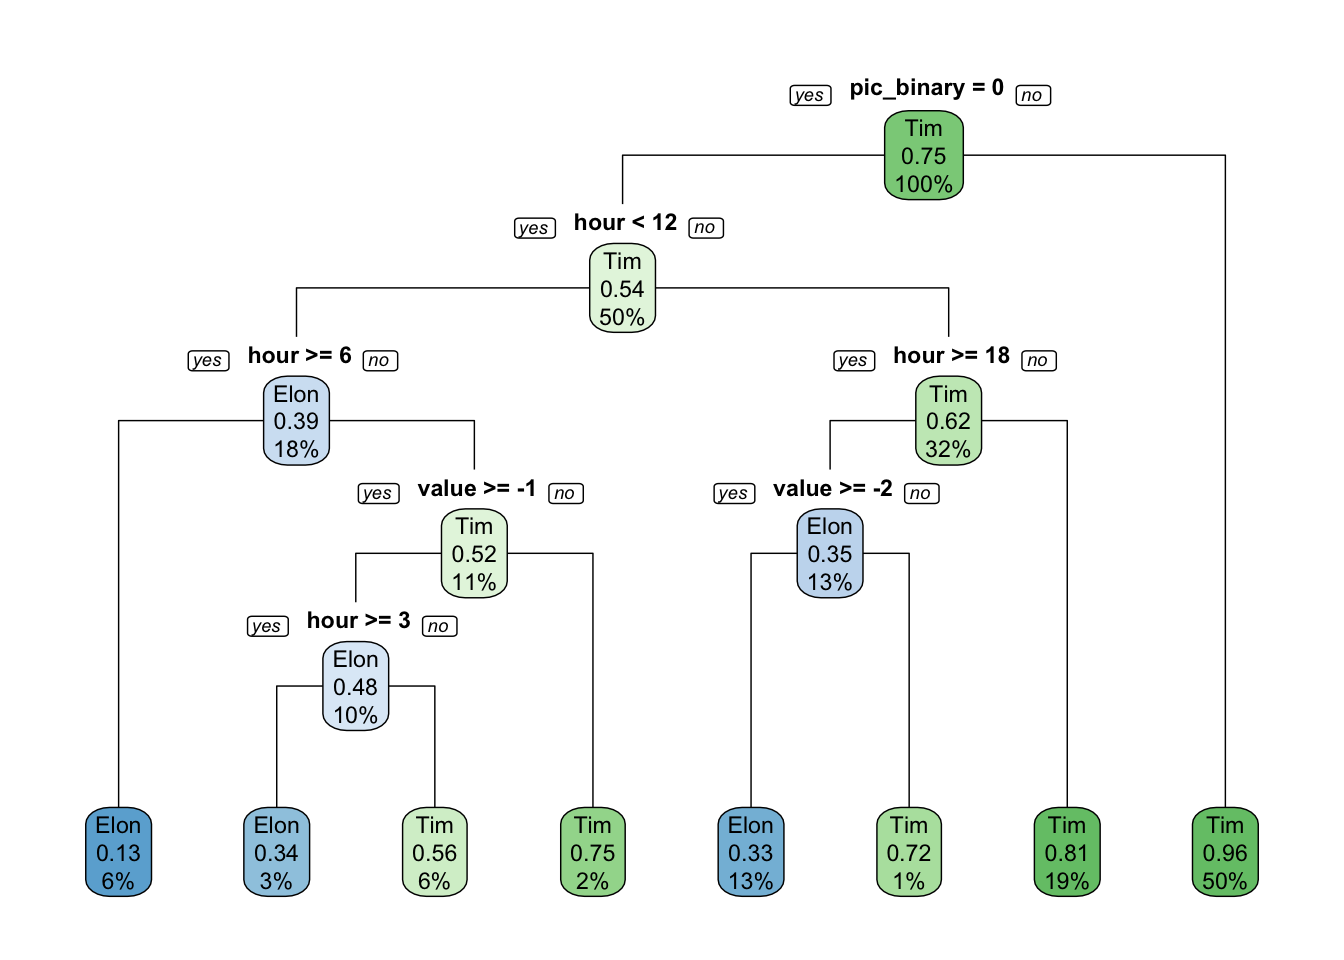 yes pic_binary = 0 no
Tim
0.75
100%
yes hour < 12 no
Tim
0.54
50%
yes hour >= 6 no
Elon
0.39
18%
yes hour >= 18 no
Tim
0.62
32%
yes value >= -1 no
Tim
0.52
11%
yes value >= -2 no
Elon
0.35
13%
yes hour >= 3 no
Elon
0.48
10%
Elon
0.13
6%
Elon
0.34
3%
Tim
0.56
6%
Tim
0.75
2%
Elon
0.33
13%
Tim
0.72
1%
Tim
0.81
19%
Tim
0.96
50%